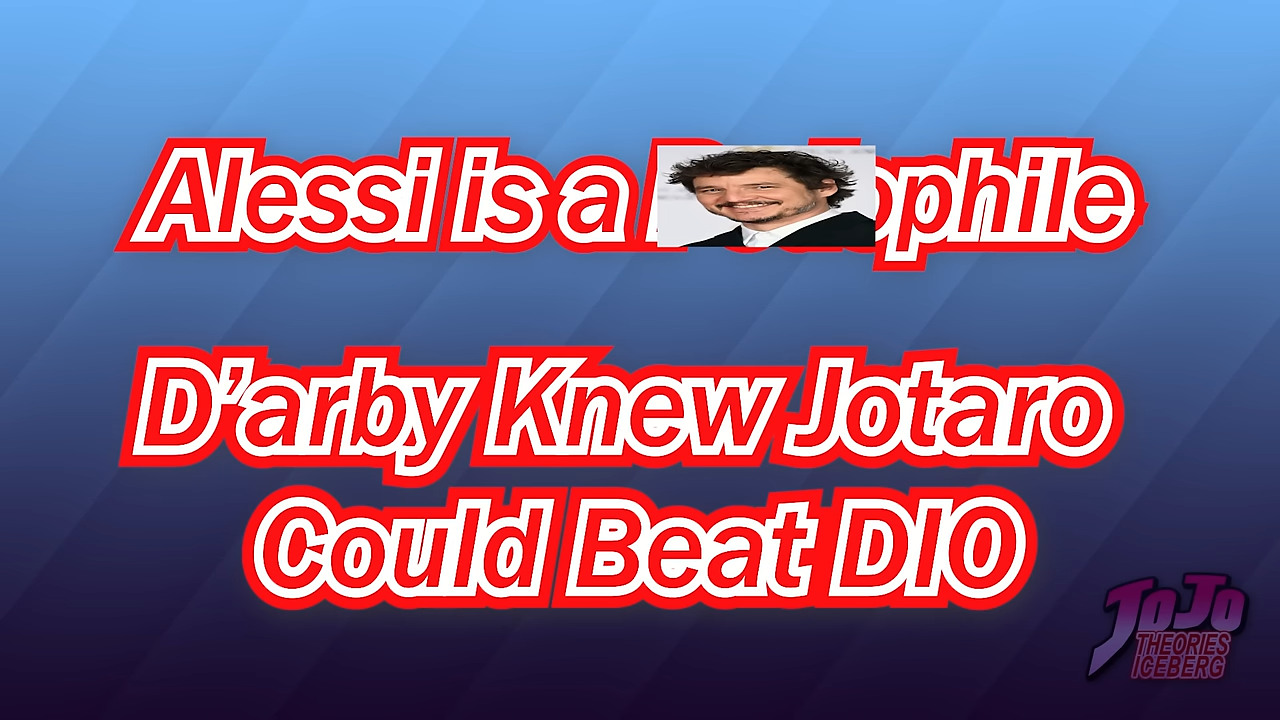 Alessi is a ophile
D’arby Knew Jotaro
Could Beat DIO
JoJo
THEORIES
ICEBERG